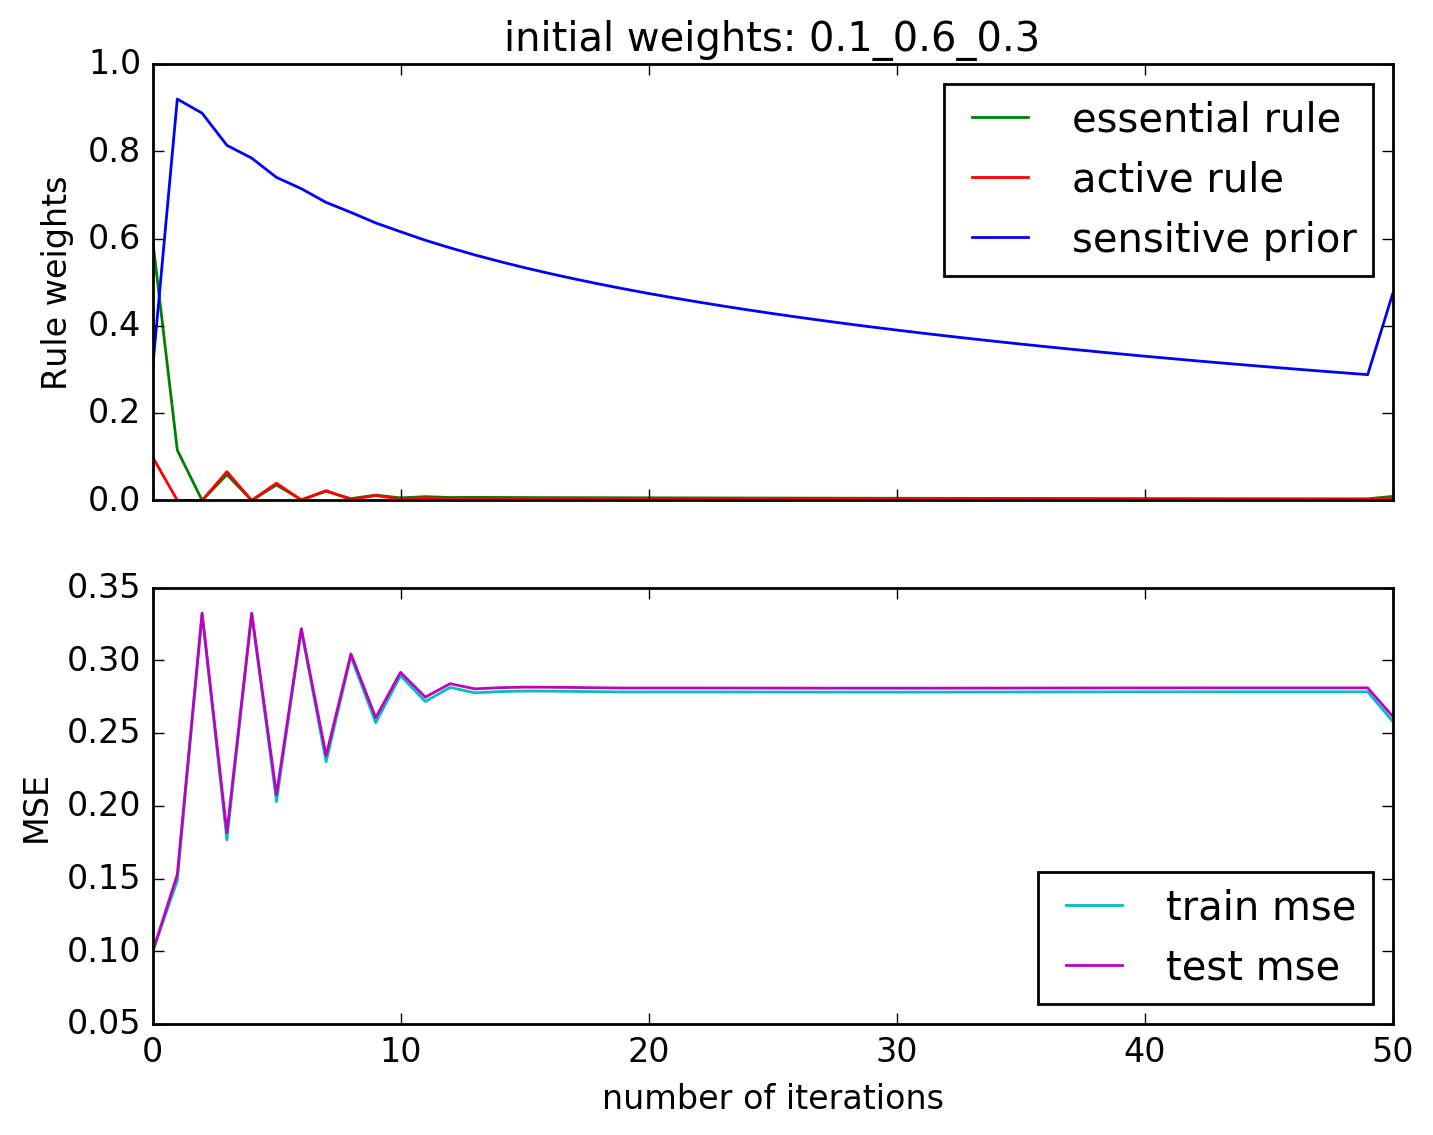 initial weights: 0.1_0.6_0.3
1.0
0.8
0.6
0.4
0.2
0.0
Rule weights
essential rule
active rule
sensitive prior
0.35
0.30
0.25
0.20
0.15
0.10
0.05
MSE
train mse
test mse
0 10 20 30 40 50
number of iterations